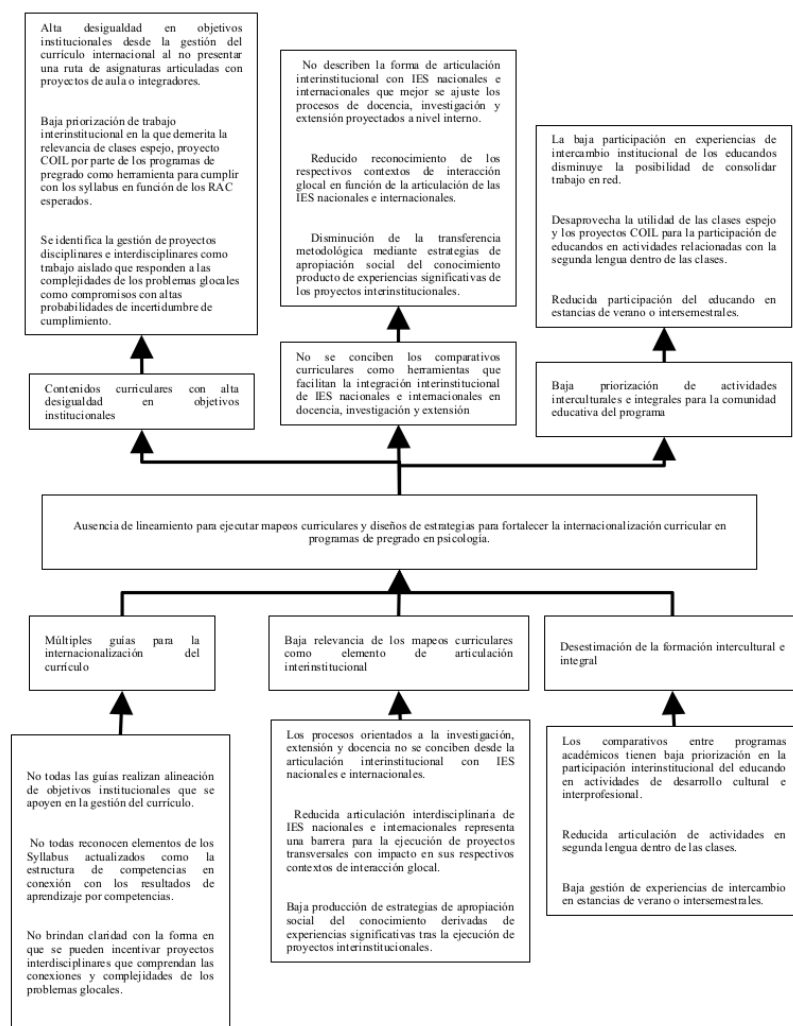 Alta desigualdad en objetivos
institucionales desde la gestión del
currículo internacional al no presentar
una ruta de asignaturas articuladas con
proyectos de aula o integradores.
Baja priorización de trabajo
interinstitucional en la que demerita la
relevancia de clases espejo, proyecto
COIL por parte de los programas de
pregrado como herramienta para cumplir
con los syllabus en función de los RAC
esperados.
Se identifica la gestión de proyectos
disciplinares e interdisciplinares como
trabajo aislado que responden a las
complejidades de los problemas glocales
como compromisos con altas
probabilidades de incertidumbre de
cumplimiento.
No describen la forma de articulación
interinstitucional con IES nacionales e
internacionales que mejor se ajuste los
procesos de docencia, investigación y
extensión proyectados a nivel interno.
Reducido reconocimiento de los
respectivos contextos de interacción
glocal en función de la articulación de las
IES nacionales e internacionales.
Disminución de la transferencia
metodológica mediante estrategias de
apropiación social del conocimiento
producto de experiencias significativas de
los proyectos interinstitucionales.
La baja participación en experiencias de
intercambio institucional de los educandos
disminuye la posibilidad de consolidar
trabajo en red.
Desaprovecha la utilidad de las clases espejo
y los proyectos COIL para la participación de
educandos en actividades relacionadas con la
segunda lengua dentro de las clases.
Reducida participación del educando en
estancias de verano o intersemestrales.
Contenidos curriculares con alta
desigualdad en objetivos
institucionales
No se conciben los comparativos
curriculares como herramientas que
facilitan la integración interinstitucional
de IES nacionales e internacionales en
docencia, investigación y extensión
Baja priorización de actividades
interculturales e integrales para la comunidad
educativa del programa
Ausencia de lineamiento para ejecutar mapeos curriculares y diseños de estrategias para fortalecer la internacionalización curricular en
programas de pregrado en psicología.
Múltiples guías para la
internacionalización del
currículo
Baja relevancia de los mapeos curriculares
como elemento de articulación
interinstitucional
Desestimación de la formación intercultural e
integral
No todas las guías realizan alineación
de objetivos institucionales que se
apoyen en la gestión del currículo.
No todas reconocen elementos de los
Syllabus actualizados como la
estructura de competencias en
conexión con los resultados de
aprendizaje por competencias.
No brindan claridad con la forma en
que se pueden incentivar proyectos
interdisciplinares que comprendan las
conexiones y complejidades de los
problemas glocales.
Los procesos orientados a la investigación,
extensión y docencia no se conciben desde la
articulación interinstitucional con IES
nacionales e internacionales.
Reducida articulación interdisciplinaria de
IES nacionales e internacionales representa
una barrera para la ejecución de proyectos
transversales con impacto en sus respectivos
contextos de interacción glocal.
Baja producción de estrategias de apropiación
social del conocimiento derivadas de
experiencias significativas tras la ejecución de
proyectos interinstitucionales.
Los comparativos entre programas
académicos tienen baja priorización en la
participación interinstitucional del educando
en actividades de desarrollo cultural e
interprofesional.
Reducida articulación de actividades en
segunda lengua dentro de las clases.
Baja gestión de experiencias de intercambio
en estancias de verano o intersemestrales.